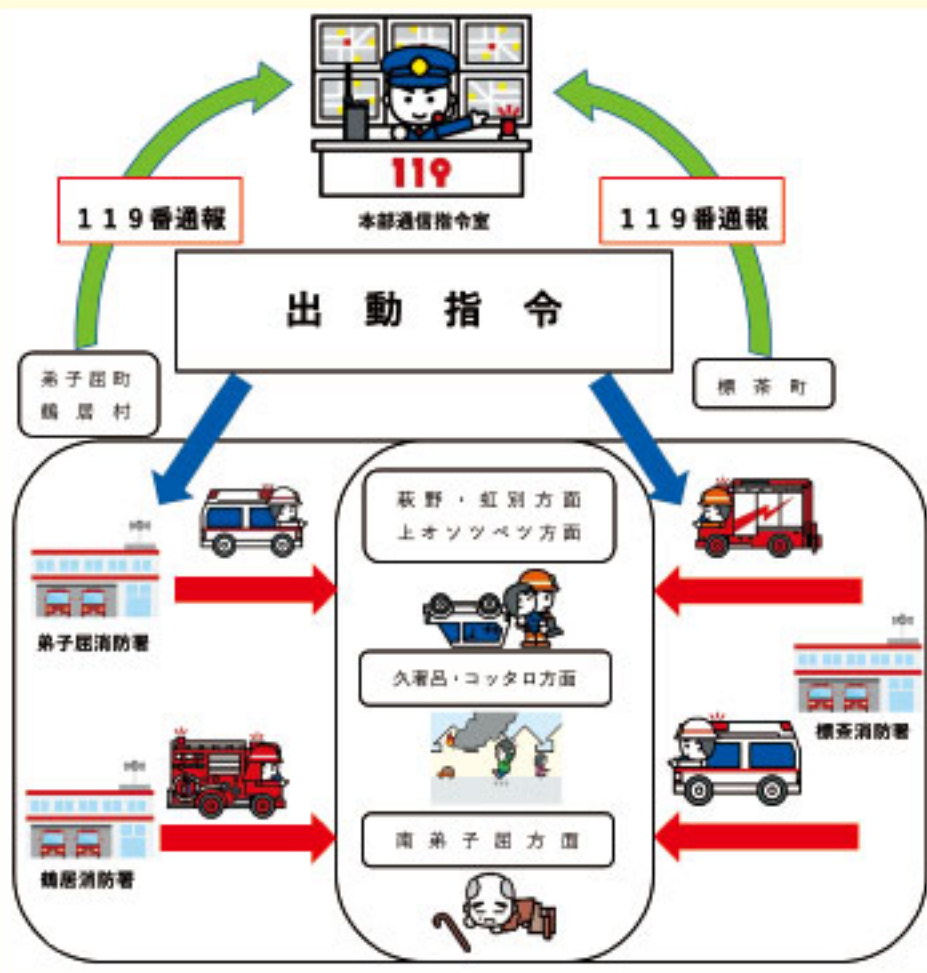 119
本部通信指令室
119番通報
119番通報
出動指令
弟子屈町
鶴居村
標茶町
萩野・虹別方面
上オソツベツ方面
弟子屈消防署
久著呂・コッタロ方面
標茶消防署
南弟子屈方面
鶴居消防署